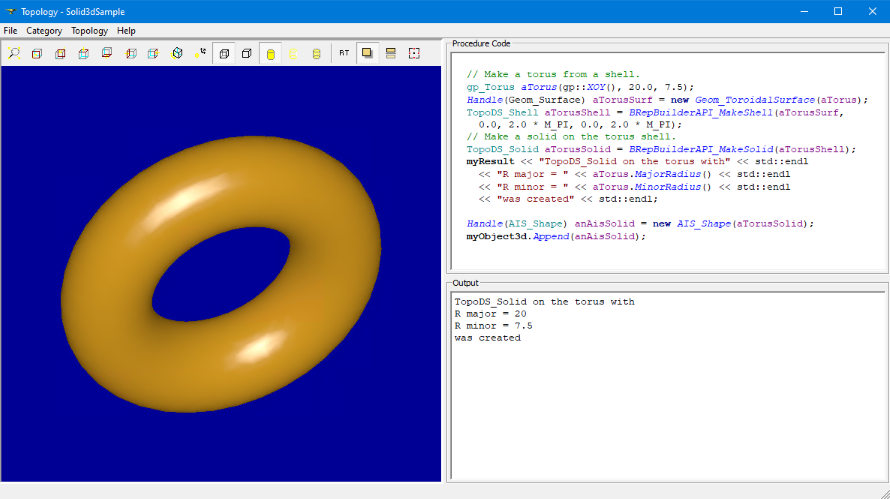 Topology - Solid3dSample
File Category Topology Help
RT
Procedure Code
// Make a torus from a shell.
gp_Torus aTorus(gp::XOY(), 20.0, 7.5);
Handle(Geom_Surface) aTorusSurf = new Geom_ToroidalSurface(aTorus);
TopoDS_Shell aTorusShell = BRepBuilderAPI_MakeShell(aTorusSurf,
0.0, 2.0 * M_PI, 0.0, 2.0 * M_PI);
// Make a solid on the torus shell.
TopoDS_Solid aTorusSolid = BRepBuilderAPI_MakeSolid(aTorusShell);
myResult << "TopoDS_Solid on the torus with" << std::endl
<< "R major = " << aTorus.MajorRadius() << std::endl
<< "R minor = " << aTorus.MinorRadius() << std::endl
<< "was created" << std::endl;
Handle(AIS_Shape) anAisSolid = new AIS_Shape(aTorusSolid);
myObject3d.Append(anAisSolid);
Output
TopoDS_Solid on the torus with
R major = 20
R minor = 7.5
was created